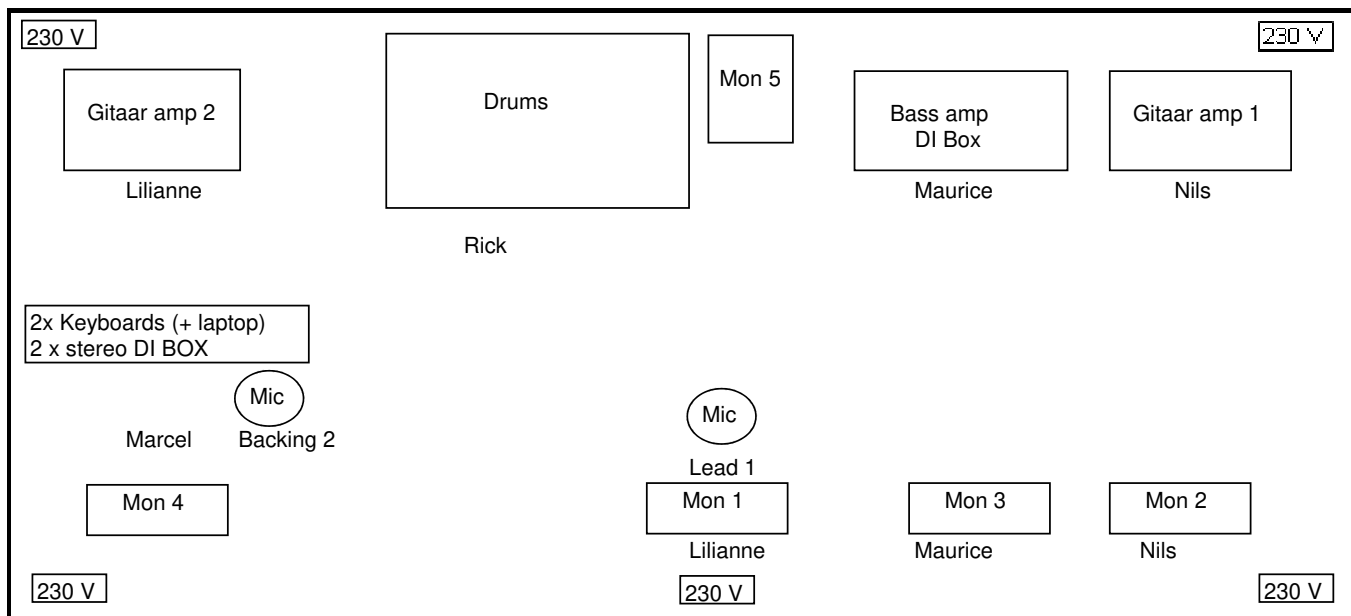 230 V
230 V
Gitaar amp 2
Drums
Mon 5
Bass amp
DI Box
Gitaar amp 1
Lilianne
Maurice
Nils
Rick
2x Keyboards (+ laptop)
2 x stereo DI BOX
Mic
Mic
Marcel
Backing 2
Lead 1
Mon 4
Mon 1
Mon 3
Mon 2
Lilianne
Maurice
Nils
230 V
230 V
230 V